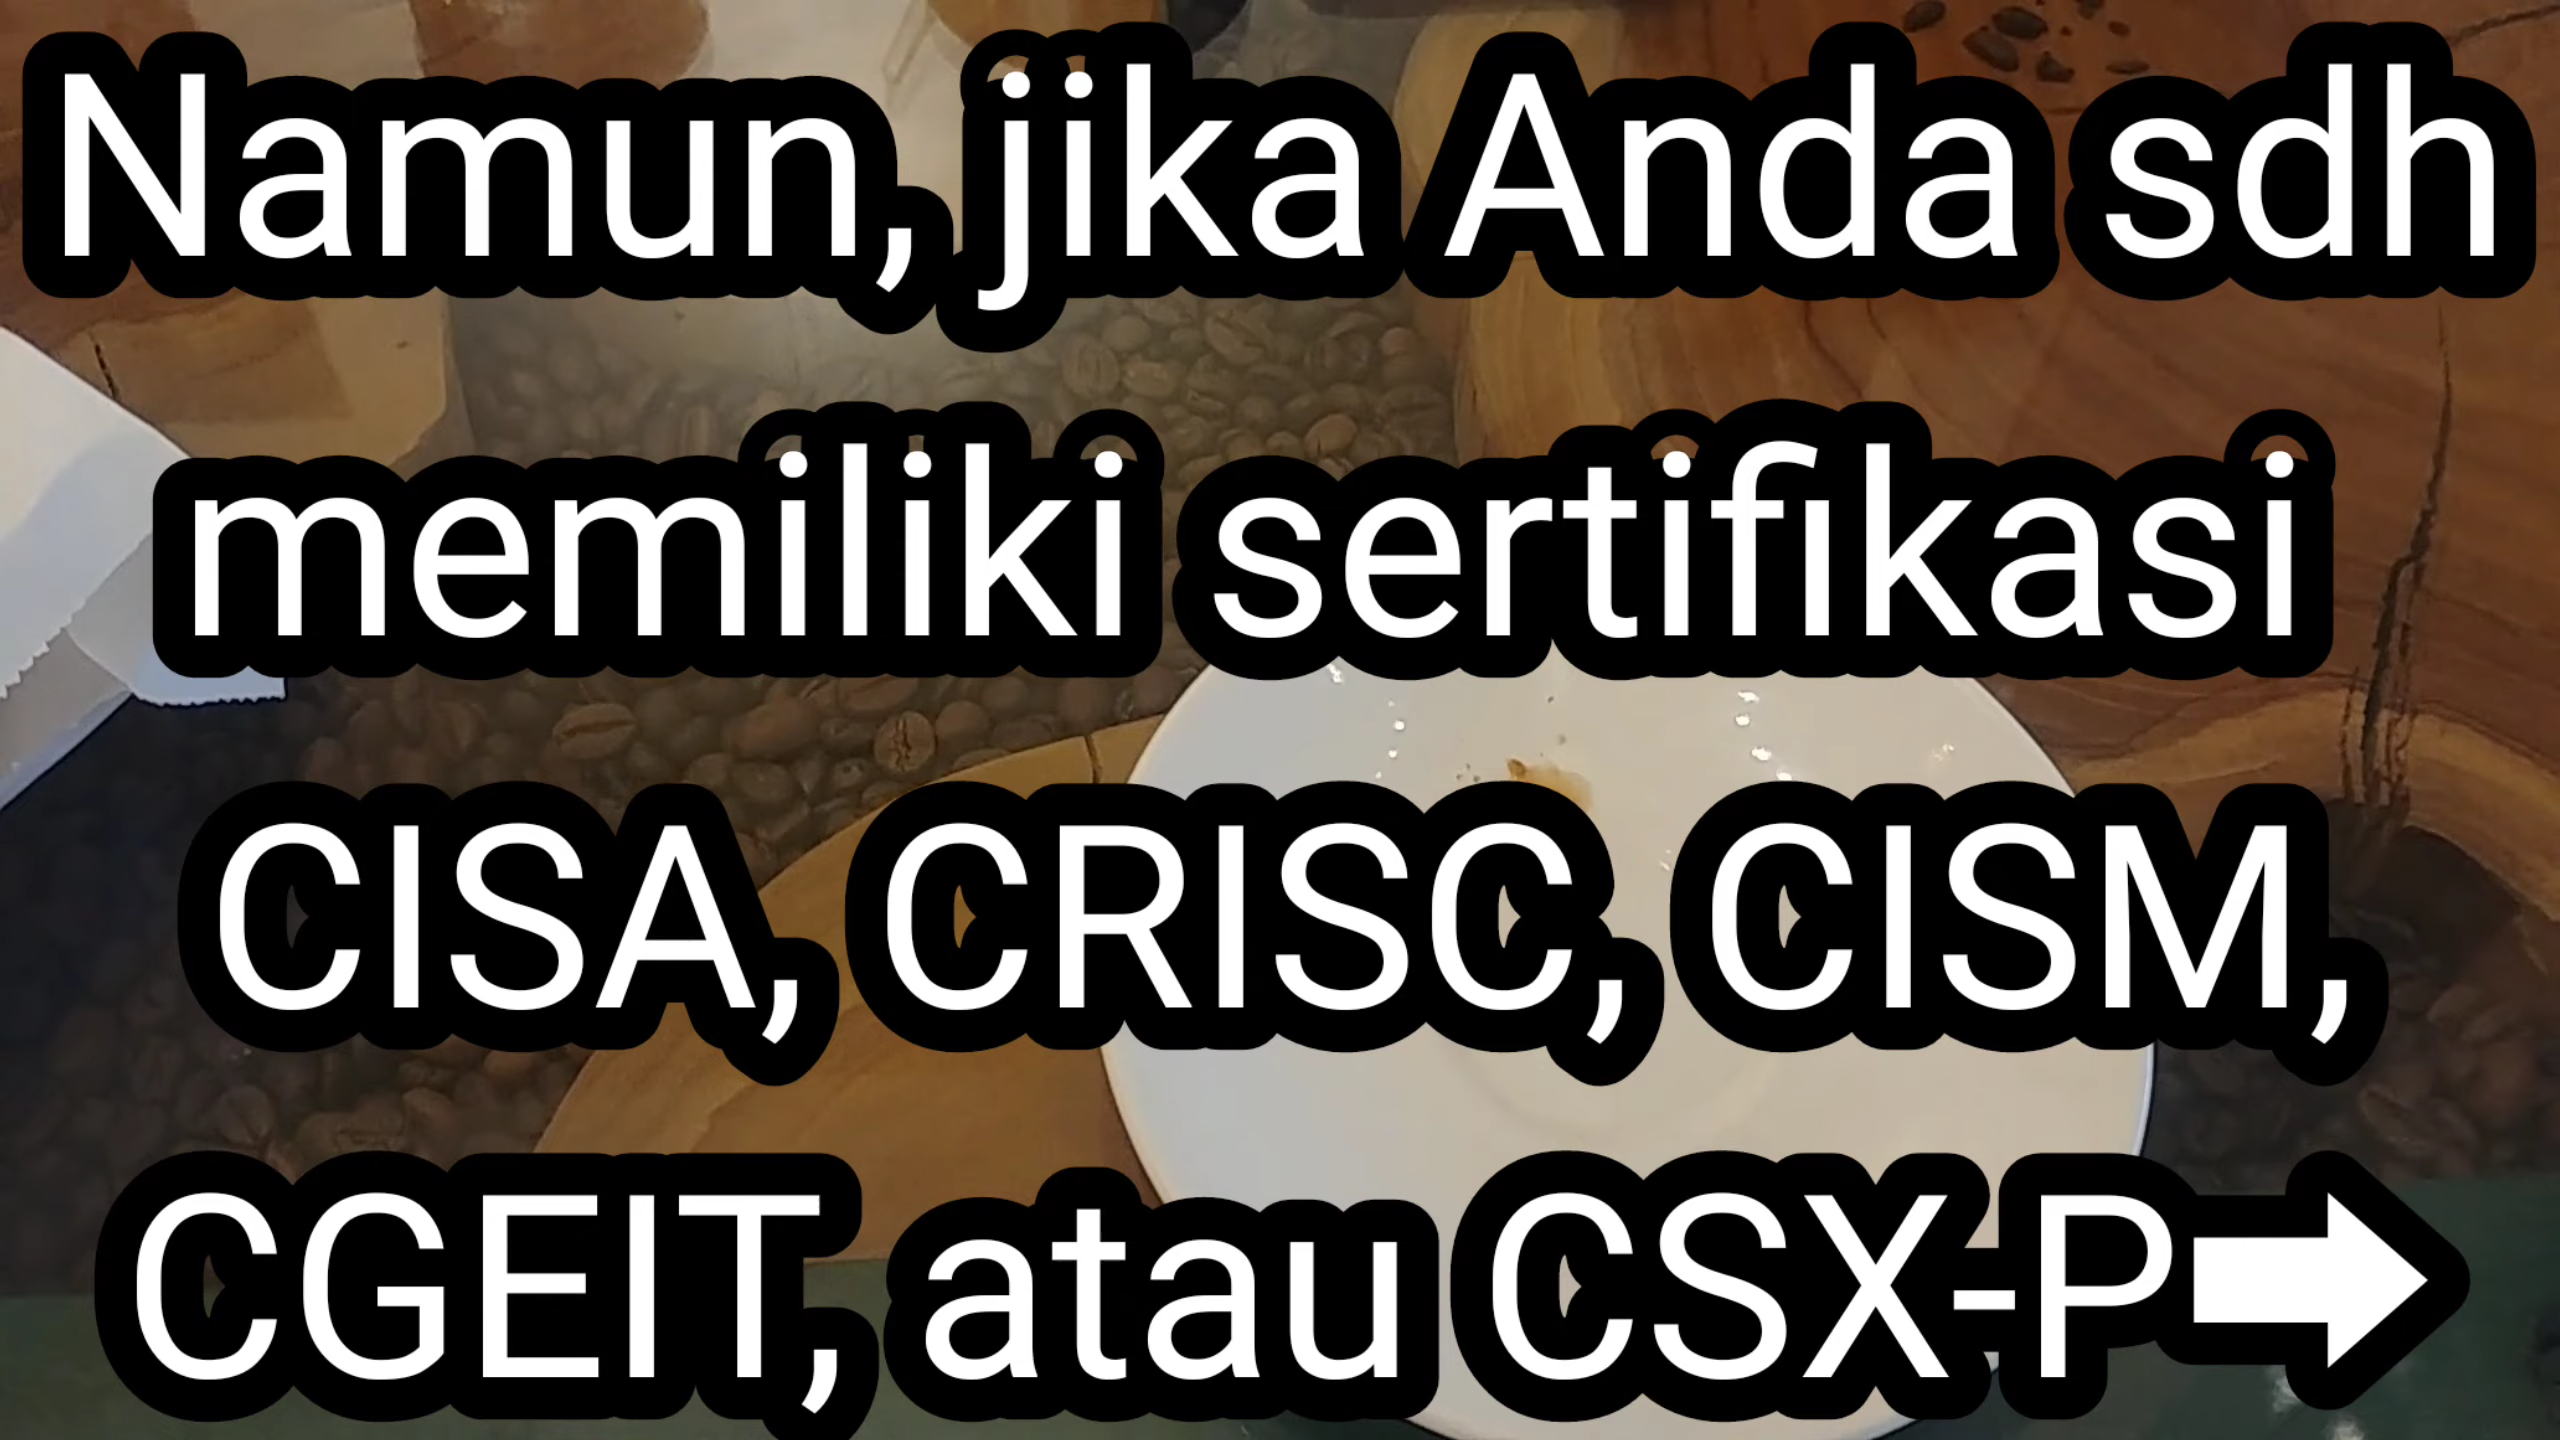 Namun, jika Anda sdh
memiliki sertifikasi
CISA, CRISC, CISM,
CGEIT, atau CSX-P➡